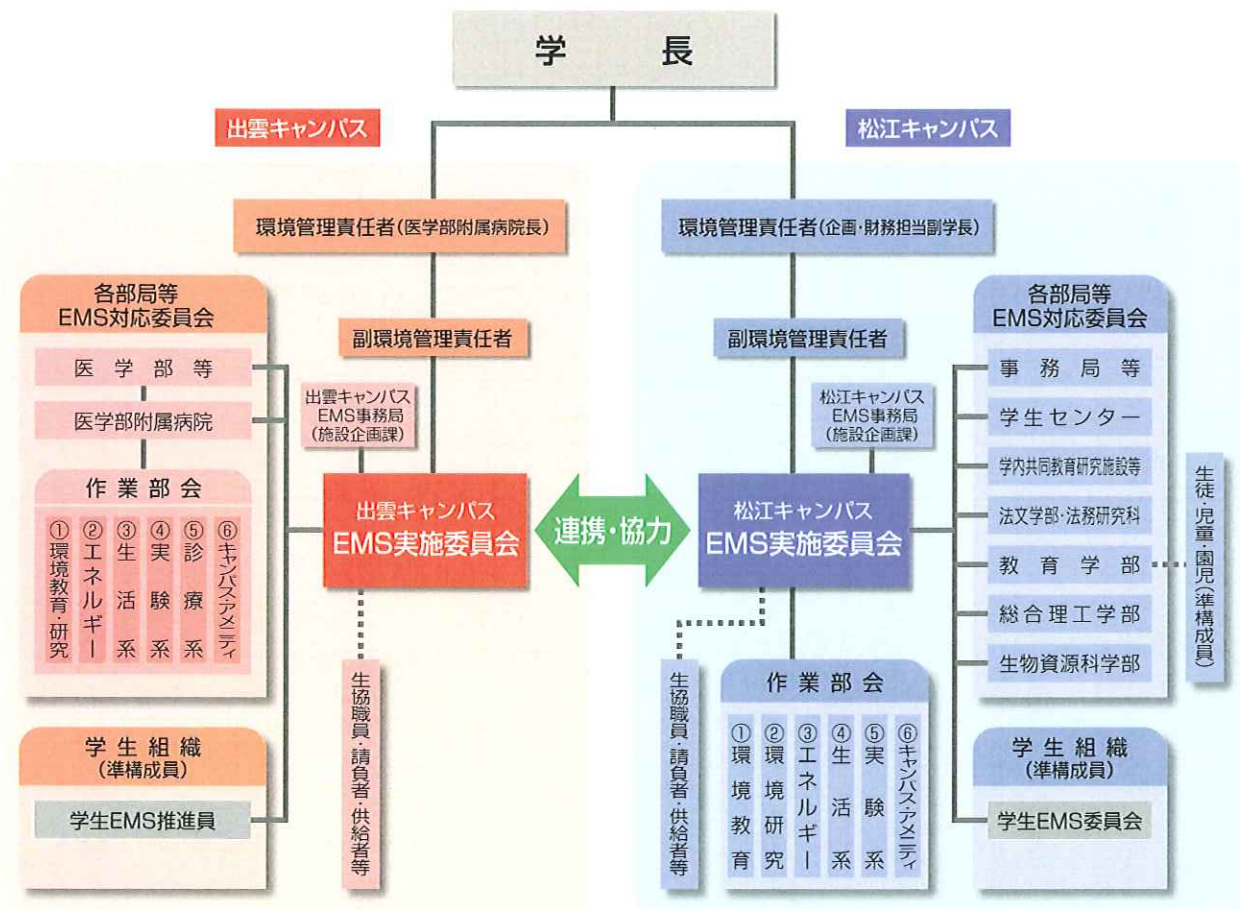 学長
出雲キャンパス
松江キャンパス
環境管理責任者(医学部附属病院長)
環境管理責任者(企画・財務担当副学長)
各部局等
EMS対応委員会
医学部等
医学部附属病院
作業部会
①環境教育・研究
②エネルギー
③生活系
④実験系
⑤診療系
⑥キャンパス・アメニティ
学生組織
(準構成員)
学生EMS推進員
副環境管理責任者
出雲キャンパス
EMS事務局
(施設企画課)
出雲キャンパス
EMS実施委員会
生協職員・請負者・供給者等
連携・協力
副環境管理責任者
松江キャンパス
EMS事務局
(施設企画課)
松江キャンパス
EMS実施委員会
生協職員・請負者・供給者等
作業部会
①環境教育
②環境研究
③エネルギー
④生活系
⑤実験系
⑥キャンパス・アメニティ
各部局等
EMS対応委員会
事務局等
学生センター
学内共同教育研究施設等
法文学部・法務研究科
教育学部
総合理工学部
生物資源科学部
生徒・児童・園児(準構成員)
学生組織
(準構成員)
学生EMS委員会